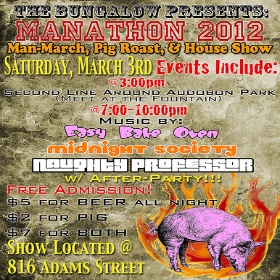 THE BUNGALOW PRESENTS:
MANATHON 2012
Man-March, Pig Roast, & House Show
Saturday, March 3rd Events Include:
@3:00pm
Second Line Around Audobon Park
(Meet at the Fountain)
@7:00-10:00pm
Music by:
Easy Bake Oven
midnight society
Naughty Professor
w/ After-Party!!!
Free Admission!
$5 for BEER all night
$2 for PIG
$7 for BOTH
Show Located @
816 Adams Street